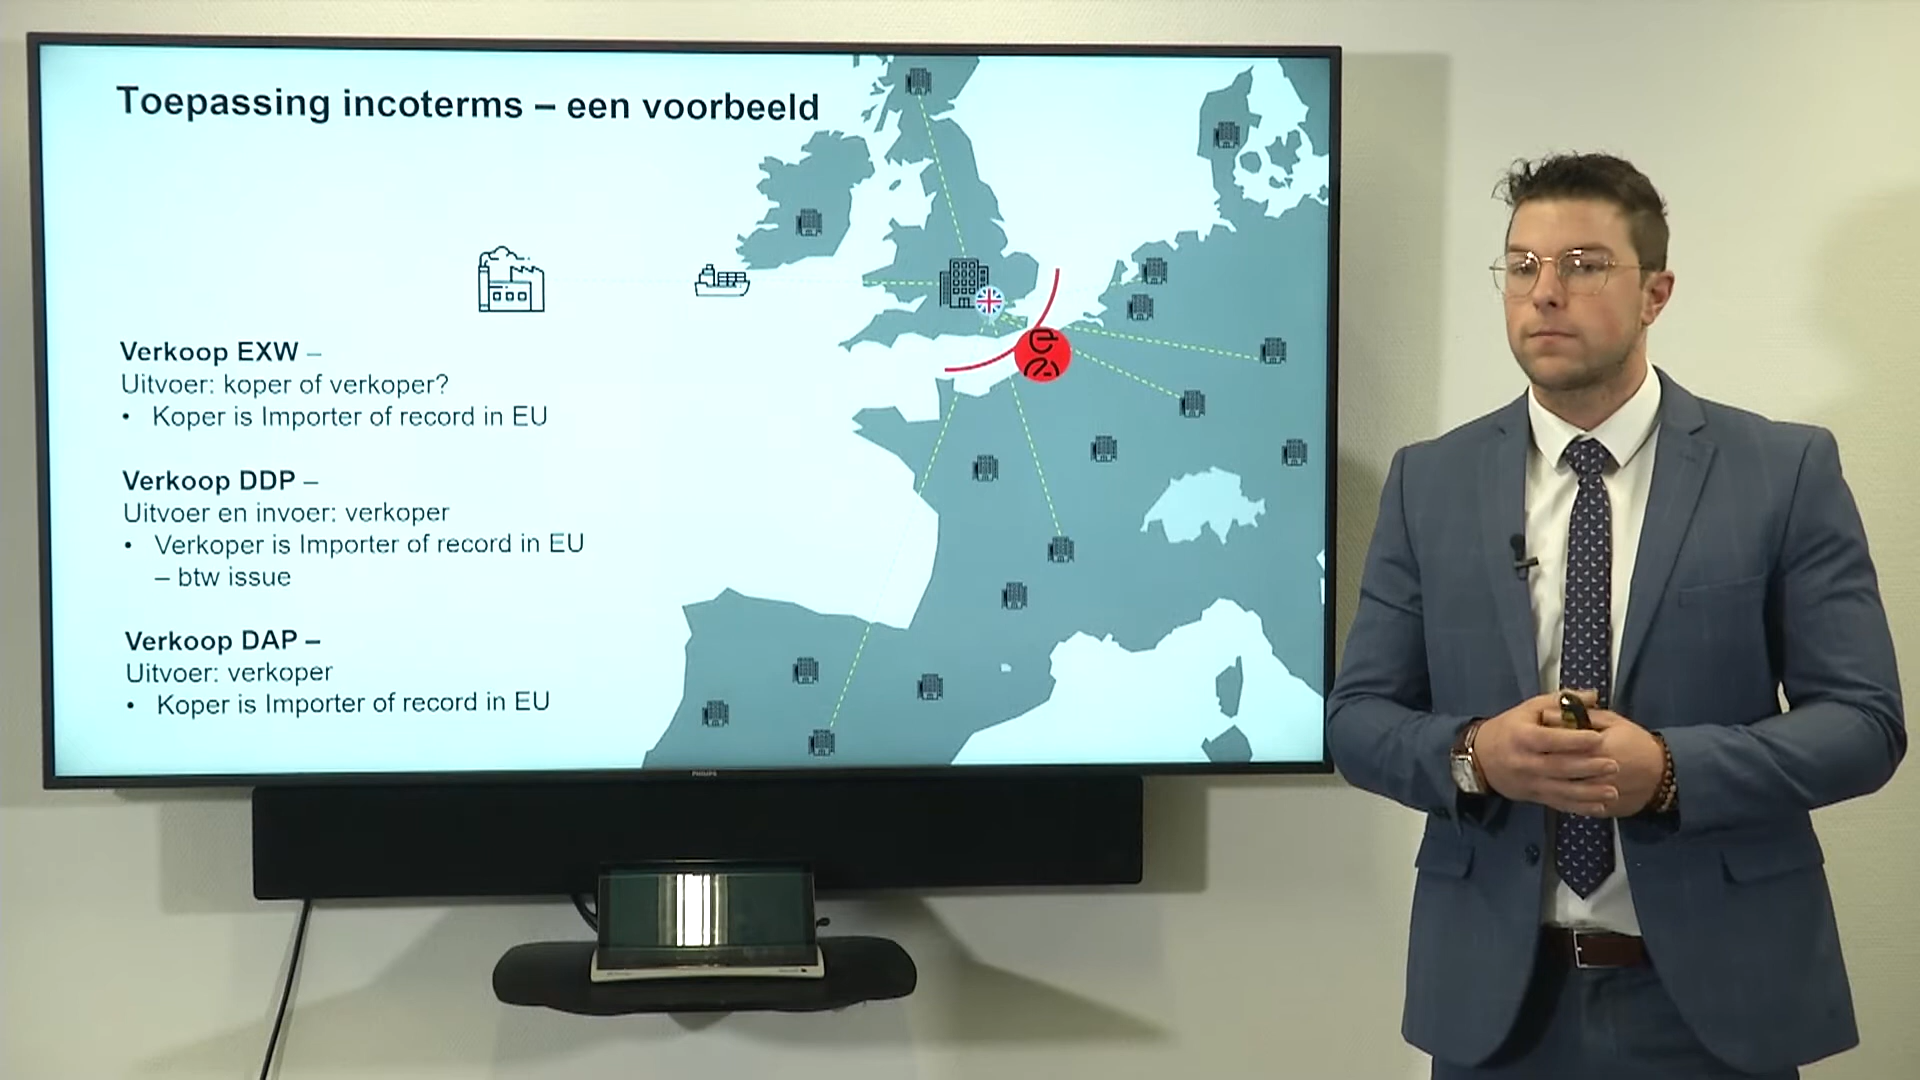 Toepassing incoterms – een voorbeeld
Verkoop EXW –
Uitvoer: koper of verkoper?
• Koper is Importer of record in EU
Verkoop DDP –
Uitvoer en invoer: verkoper
• Verkoper is Importer of record in EU
– btw issue
Verkoop DAP –
Uitvoer: verkoper
• Koper is Importer of record in EU
PHILIPS